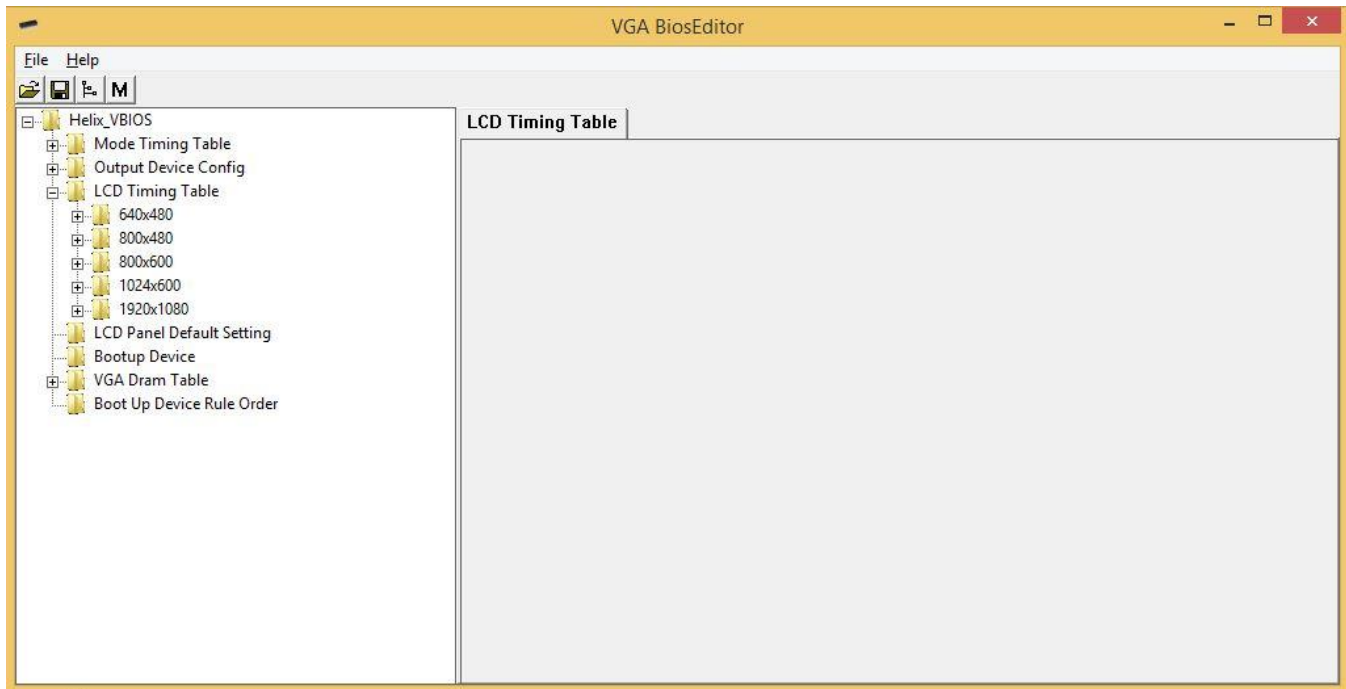 VGA BiosEditor
File Help
M
Helix_VBIOS
LCD Timing Table
Mode Timing Table
Output Device Config
LCD Timing Table
640x480
800x480
800x600
1024x600
1920x1080
LCD Panel Default Setting
Bootup Device
VGA Dram Table
Boot Up Device Rule Order